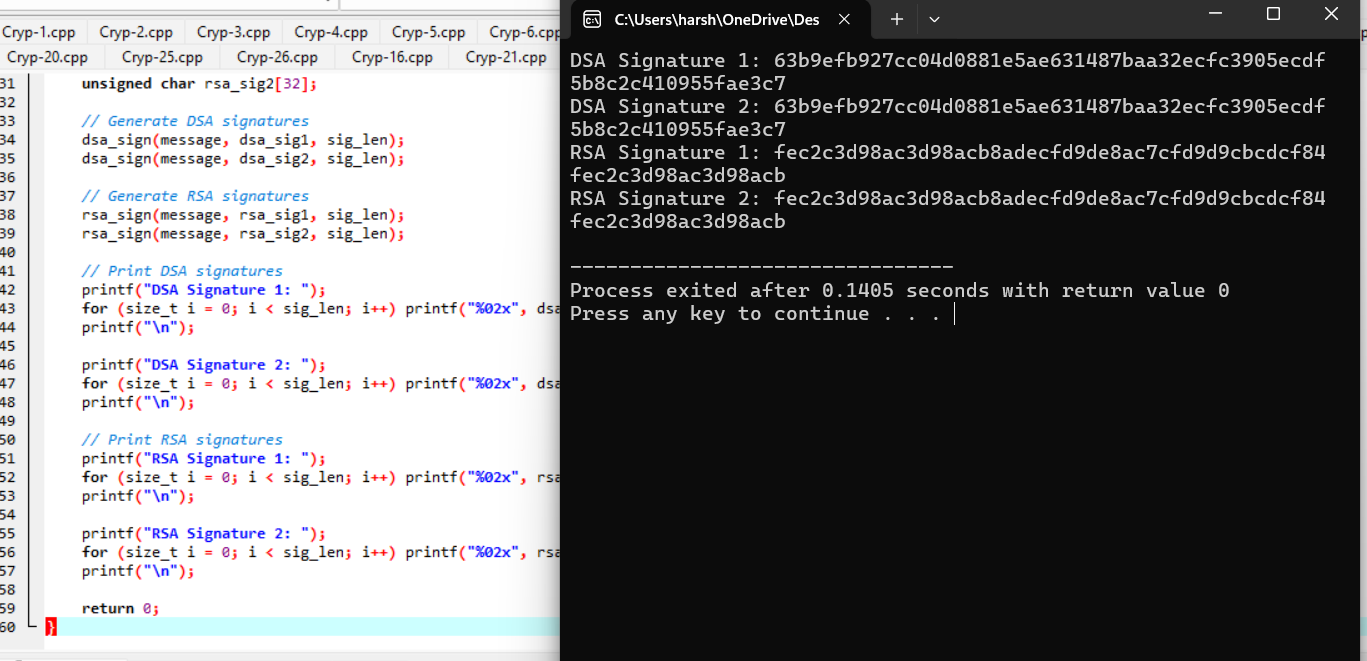 Cryp-1.cpp Cryp-2.cpp Cryp-3.cpp Cryp-4.cpp Cryp-5.cpp Cryp-6.cpp
Cryp-20.cpp Cryp-25.cpp Cryp-26.cpp Cryp-16.cpp Cryp-21.cpp
31 unsigned char rsa_sig2[32];
32
33 // Generate DSA signatures
34 dsa_sign(message, dsa_sig1, sig_len);
35 dsa_sign(message, dsa_sig2, sig_len);
36
37 // Generate RSA signatures
38 rsa_sign(message, rsa_sig1, sig_len);
39 rsa_sign(message, rsa_sig2, sig_len);
40
41 // Print DSA signatures
42 printf("DSA Signature 1: ");
43 for (size_t i = 0; i < sig_len; i++) printf("%02x", dsa
44 printf("\n");
45
46 printf("DSA Signature 2: ");
47 for (size_t i = 0; i < sig_len; i++) printf("%02x", dsa
48 printf("\n");
49
50 // Print RSA signatures
51 printf("RSA Signature 1: ");
52 for (size_t i = 0; i < sig_len; i++) printf("%02x", rsa
53 printf("\n");
54
55 printf("RSA Signature 2: ");
56 for (size_t i = 0; i < sig_len; i++) printf("%02x", rsa
57 printf("\n");
58
59 return 0;
60 }
C:\Users\harsh\OneDrive\Des
DSA Signature 1: 63b9efb927cc04d0881e5ae631487baa32ecfc3905ecdf
5b8c2c410955fae3c7
DSA Signature 2: 63b9efb927cc04d0881e5ae631487baa32ecfc3905ecdf
5b8c2c410955fae3c7
RSA Signature 1: fec2c3d98ac3d98acb8adecfd9de8ac7cfd9d9cbcdcf84
fec2c3d98ac3d98acb
RSA Signature 2: fec2c3d98ac3d98acb8adecfd9de8ac7cfd9d9cbcdcf84
fec2c3d98ac3d98acb
--------------------------------
Process exited after 0.1405 seconds with return value 0
Press any key to continue . . .